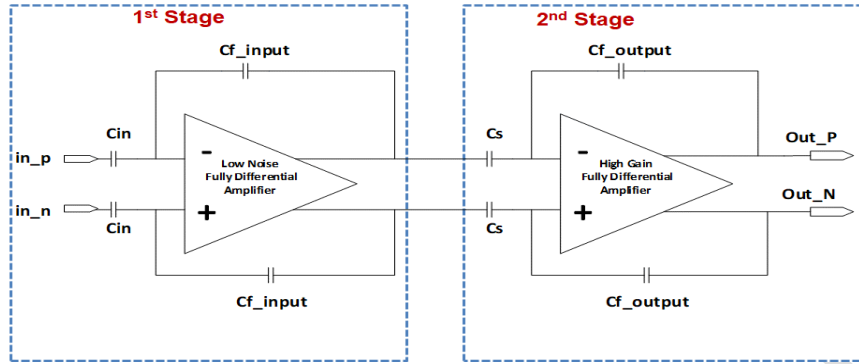 1st Stage
2nd Stage
Cf_input
Cf_output
Cin
Cs
in_p
-
Low Noise
Fully Differential
Amplifier
-
High Gain
Fully Differential
Amplifier
Out_P
in_n
+
+
Out_N
Cin
Cs
Cf_input
Cf_output